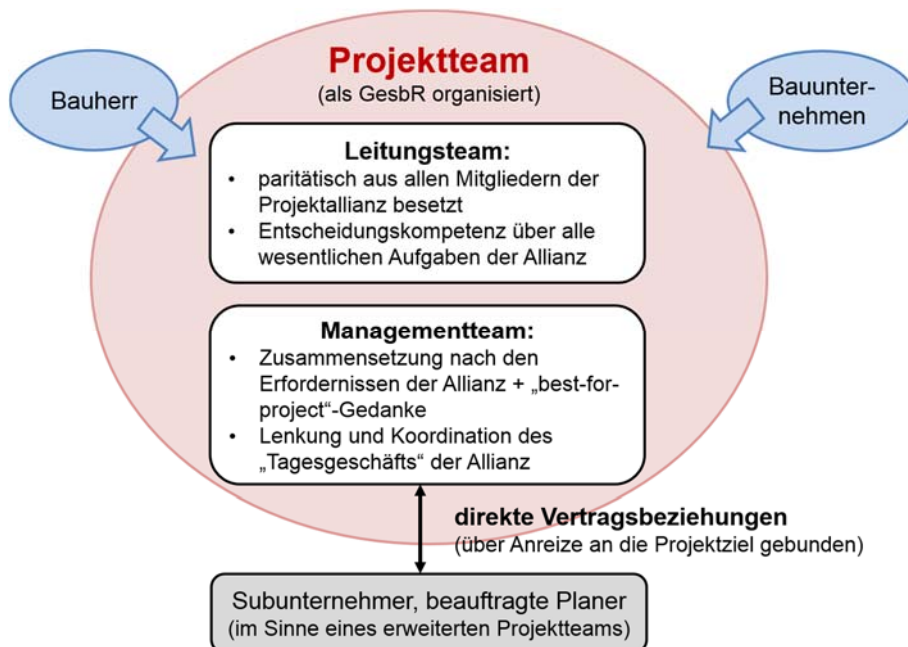 Projektteam
(als GesbR organisiert)
Bauherr
Bauunter-
nehmen
Leitungsteam:
• paritätisch aus allen Mitgliedern der
Projektallianz besetzt
• Entscheidungskompetenz über alle
wesentlichen Aufgaben der Allianz
Managementteam:
• Zusammensetzung nach den
Erfordernissen der Allianz + „best-for-
project“-Gedanke
• Lenkung und Koordination des
„Tagesgeschäfts“ der Allianz
direkte Vertragsbeziehungen
(über Anreize an die Projektziel gebunden)
Subunternehmer, beauftragte Planer
(im Sinne eines erweiterten Projektteams)